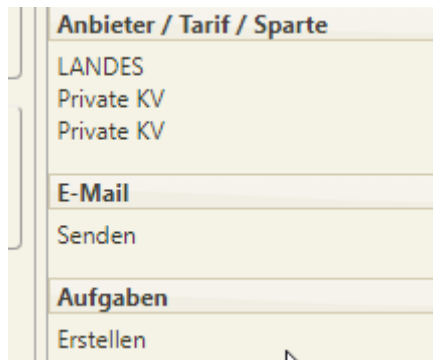 Anbieter / Tarif / Sparte
LANDES
Private KV
Private KV
E-Mail
Senden
Aufgaben
Erstellen